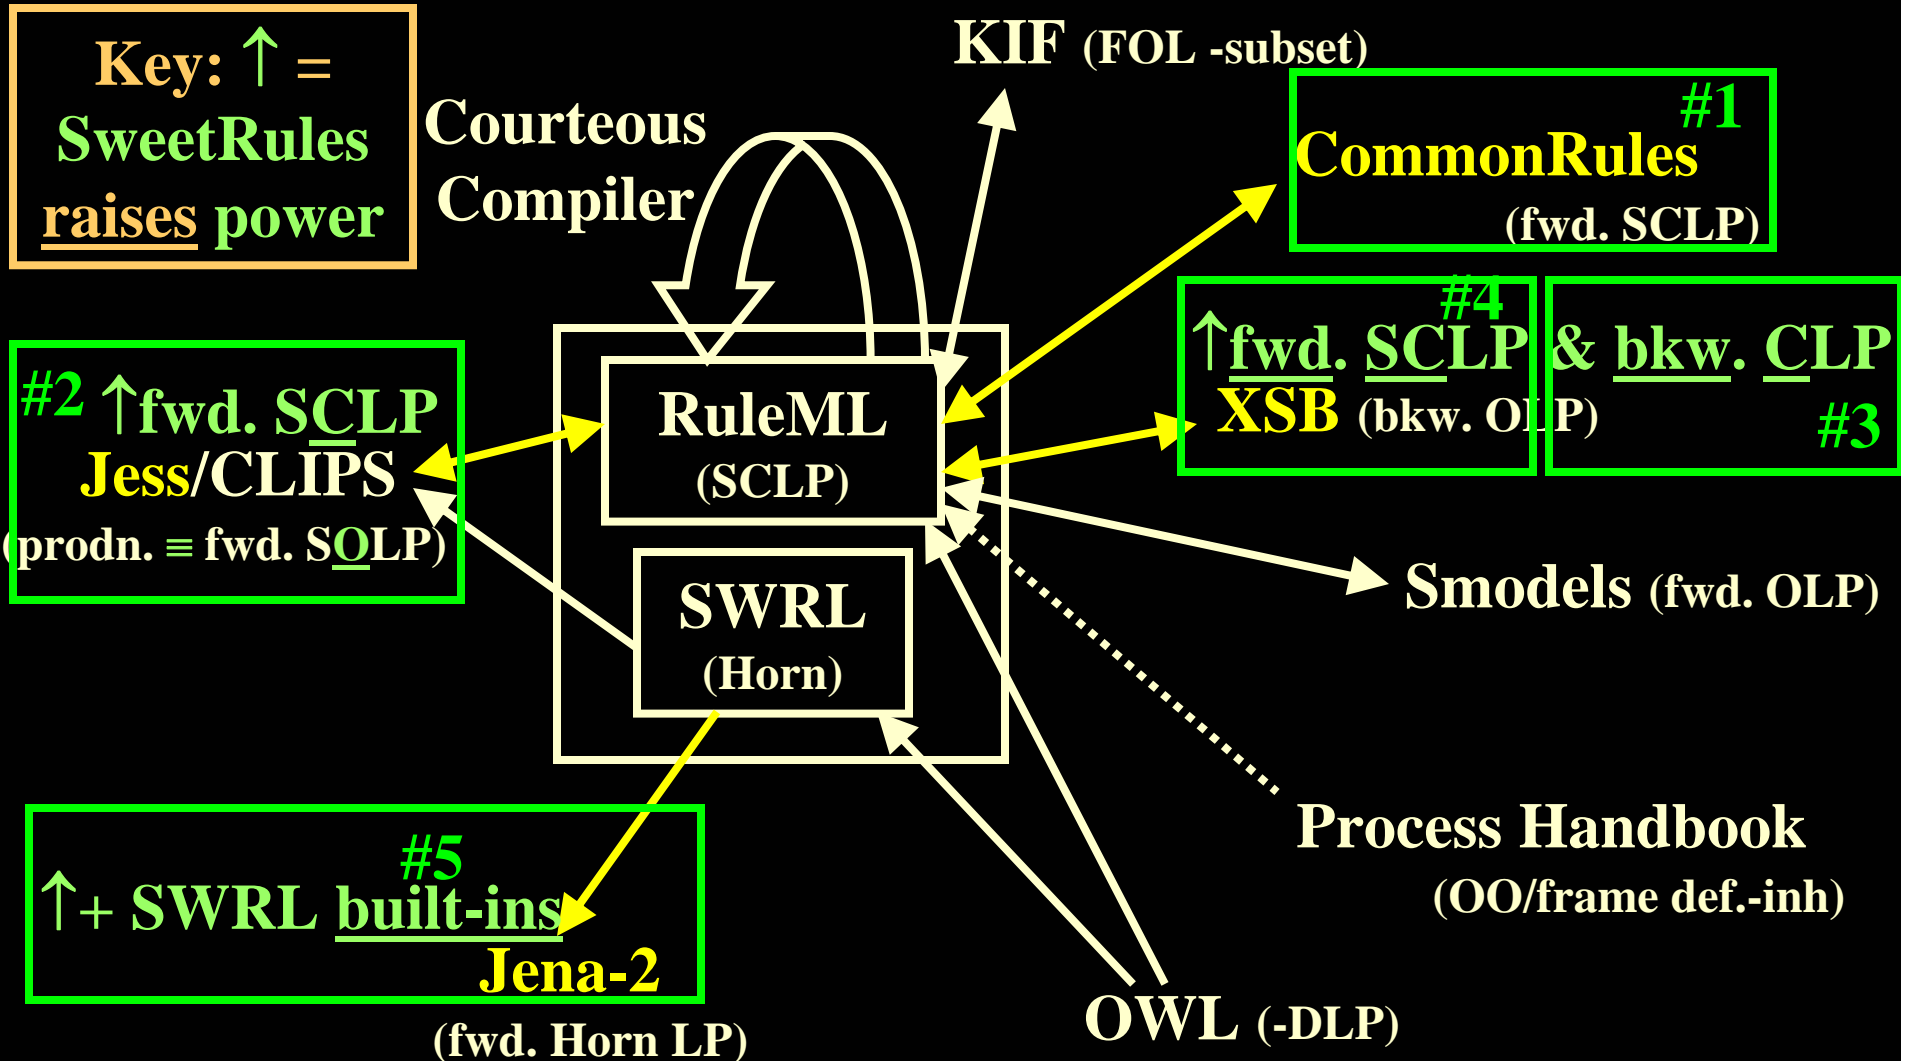 Key: ↑ =
SweetRules
raises power
Courteous
Compiler
KIF (FOL -subset)
#1
CommonRules
(fwd. SCLP)
#4
↑fwd. SCLP & bkw. CLP
XSB (bkw. OLP)
#3
#2 ↑fwd. SCLP
Jess/CLIPS
(prodn. ≡ fwd. SOLP)
RuleML
(SCLP)
SWRL
(Horn)
Smodels (fwd. OLP)
Process Handbook
(OO/frame def.-inh)
#5
↑+ SWRL built-ins
Jena-2
(fwd. Horn LP)
OWL (-DLP)